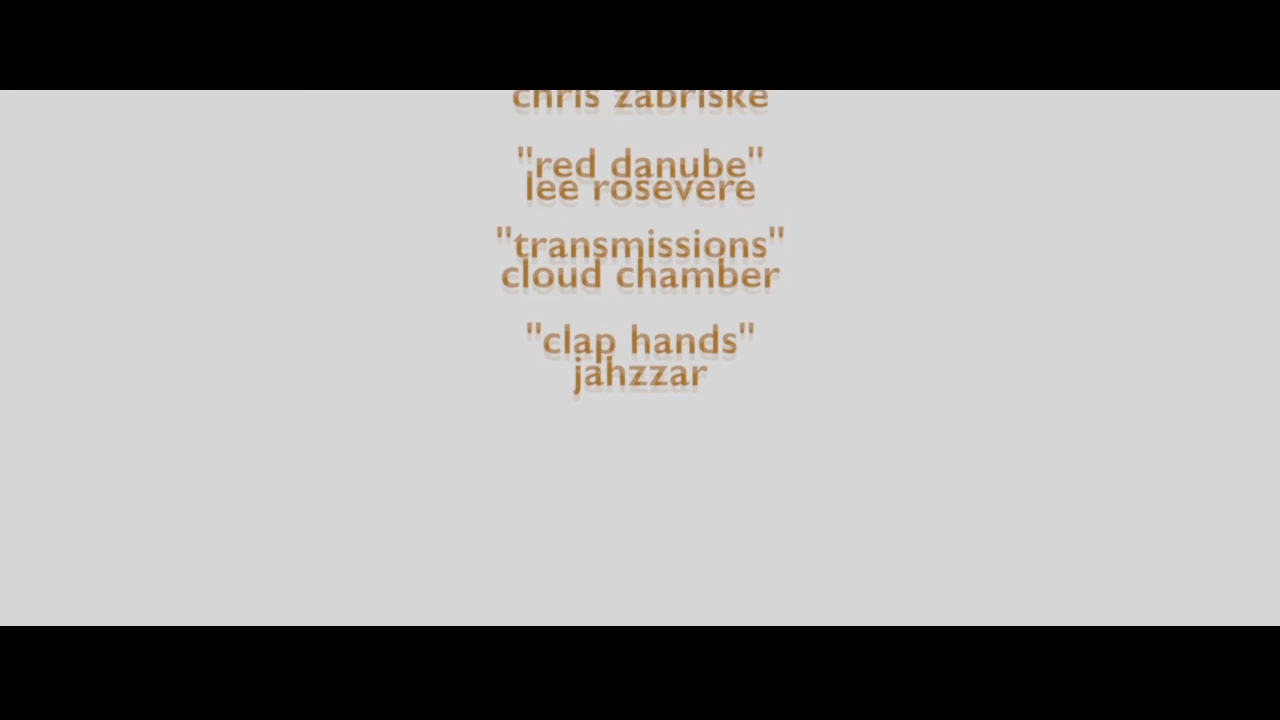 chris zabriske
"red danube"
lee rosevere
"transmissions"
cloud chamber
"clap hands"
jahzzar